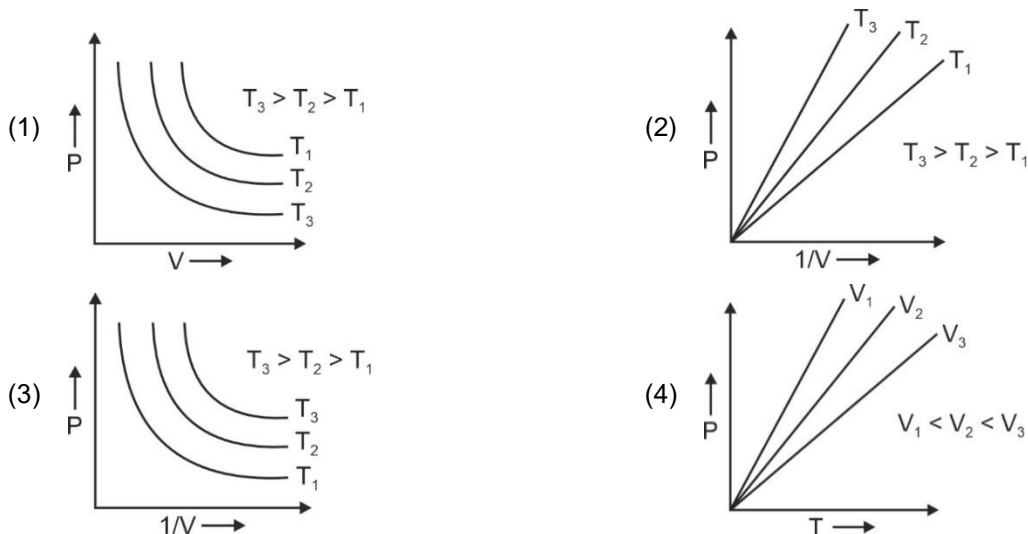 (1)
P
T₃ > T₂ > T₁
T₁
T₂
T₃
V
(2)
P
T₃
T₂
T₁
T₃ > T₂ > T₁
1/V
(3)
P
T₃ > T₂ > T₁
T₃
T₂
T₁
1/V
(4)
P
V₁
V₂
V₃
V₁ < V₂ < V₃
T